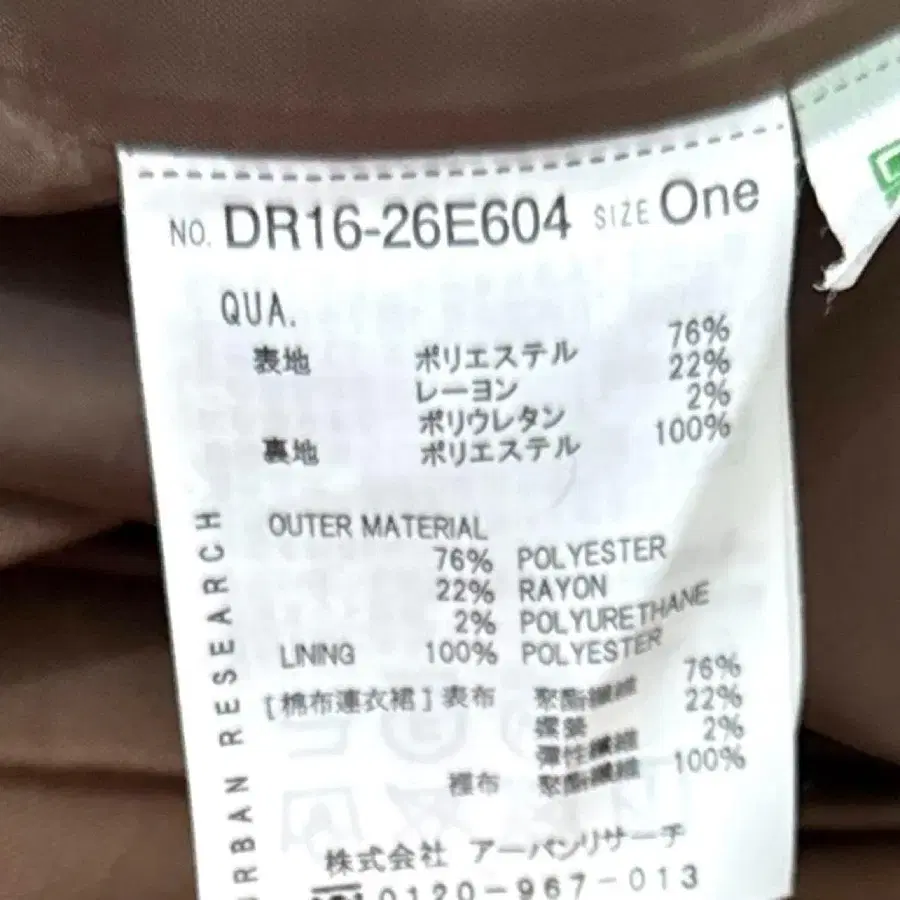 NO. DR16-26E604 SIZE One
QUA.
表地 ポリエステル 76%
レーヨン 22%
ポリウレタン 2%
裏地 ポリエステル 100%
OUTER MATERIAL
76% POLYESTER
22% RAYON
2% POLYURETHANE
LINING 100% POLYESTER
[棉布連衣裙] 表布 聚酯纖維 76%
22%
彈性纖維 2%
裡布 聚酯纖維 100%
株式会社 アーバンリサーチ
0120-967-013
URBAN RESEARCH